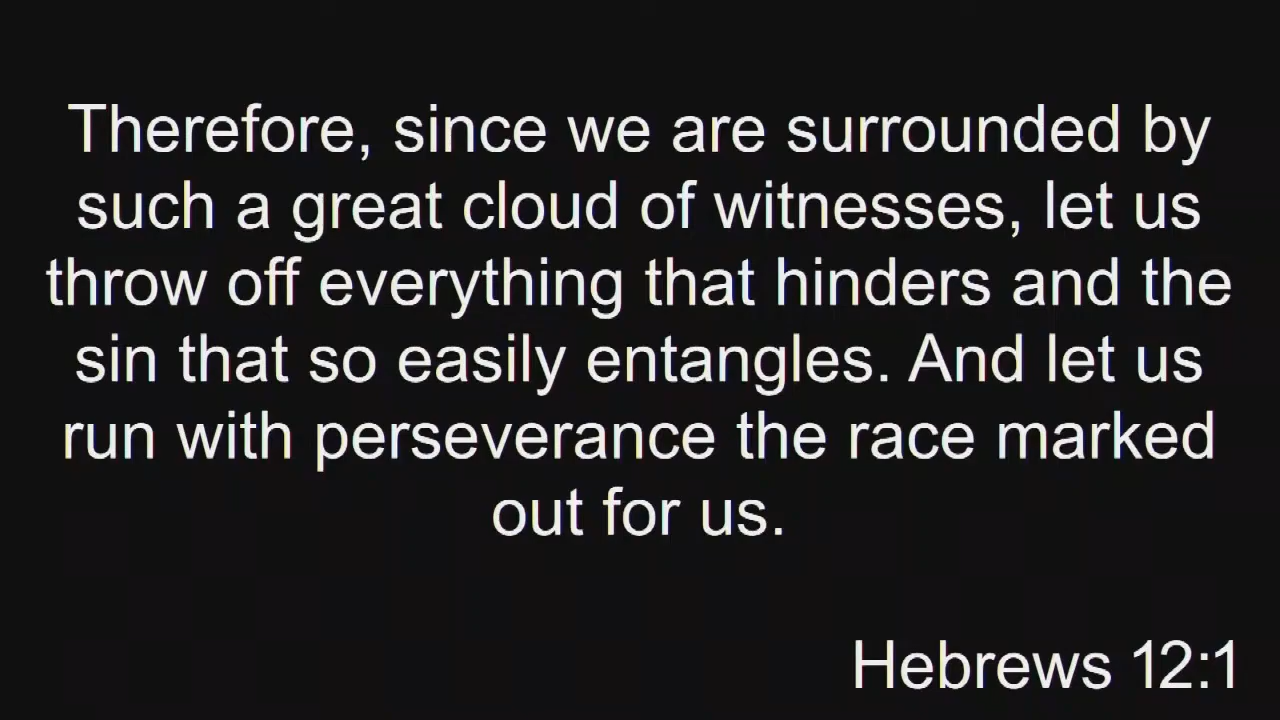 Therefore, since we are surrounded by
such a great cloud of witnesses, let us
throw off everything that hinders and the
sin that so easily entangles. And let us
run with perseverance the race marked
out for us.
Hebrews 12:1